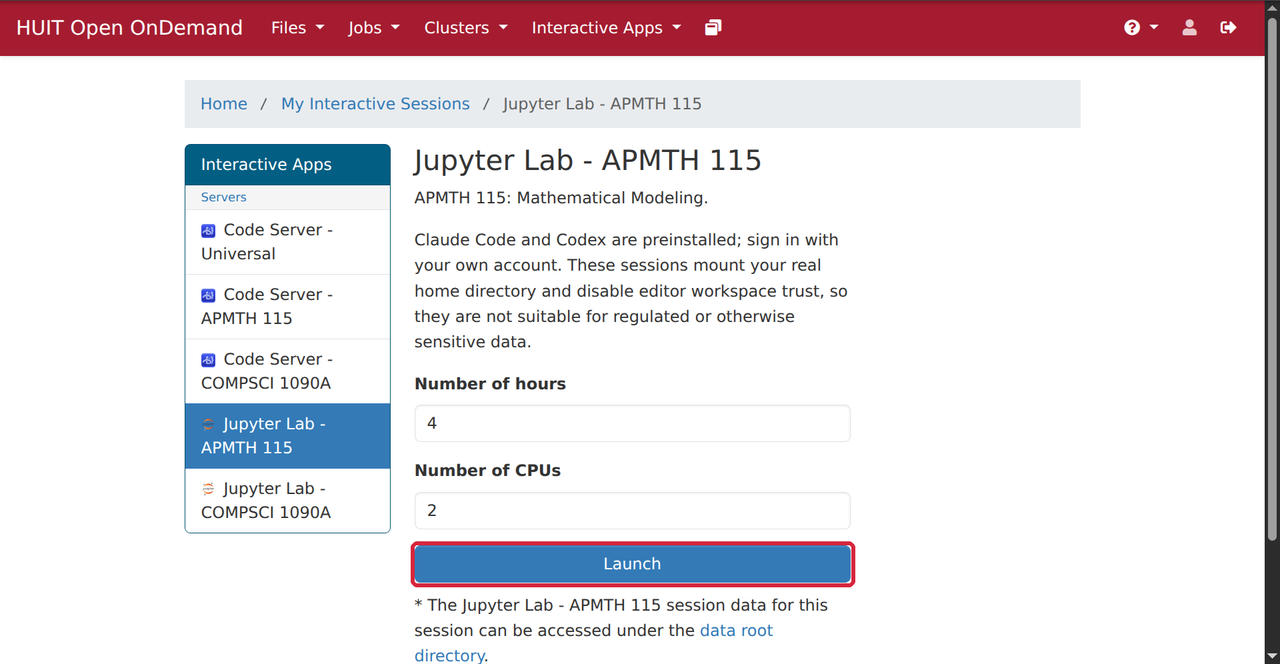 HUIT Open OnDemand Files Jobs Clusters Interactive Apps
Home / My Interactive Sessions / Jupyter Lab - APMTH 115
Interactive Apps
Servers
Code Server -
Universal
Code Server -
APMTH 115
Code Server -
COMPSCI 1090A
Jupyter Lab -
APMTH 115
Jupyter Lab -
COMPSCI 1090A
Jupyter Lab - APMTH 115
APMTH 115: Mathematical Modeling.
Claude Code and Codex are preinstalled; sign in with
your own account. These sessions mount your real
home directory and disable editor workspace trust, so
they are not suitable for regulated or otherwise
sensitive data.
Number of hours
4
Number of CPUs
2
Launch
* The Jupyter Lab - APMTH 115 session data for this
session can be accessed under the data root
directory.